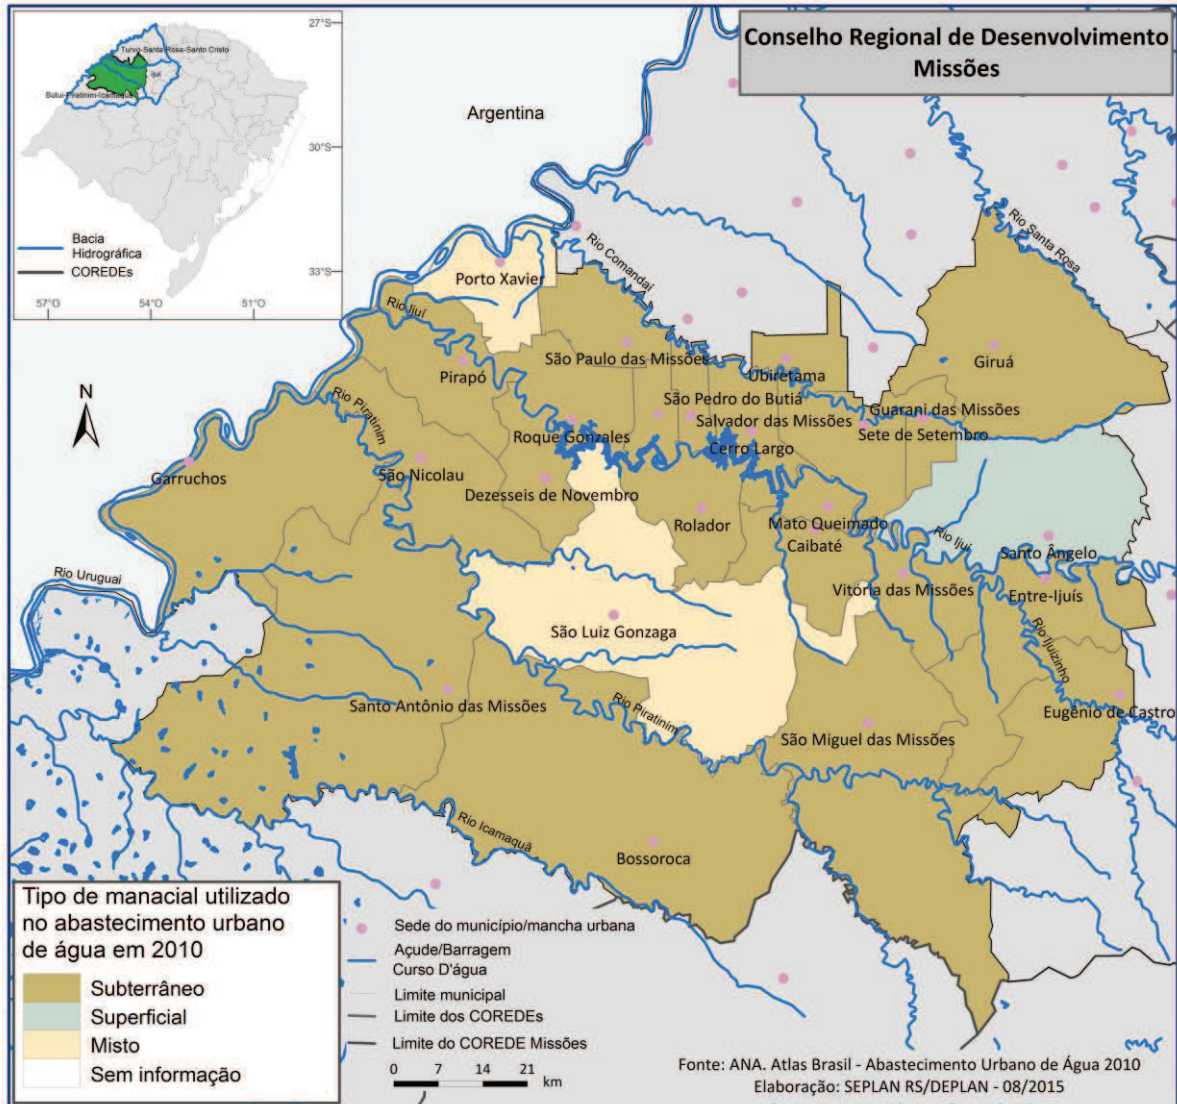 Conselho Regional de Desenvolvimento
Missões
27°S
30°S
33°S
57°O
54°O
51°O
Turvo-Santa Rosa-Santo Cristo
Ijuí
Butuí-Piratinim-Icamaquã
Bacia
Hidrográfica
COREDEs
Argentina
N
Rio Comandaí
Rio Santa Rosa
Porto Xavier
Rio Ijuí
São Paulo das Missões
Giruá
Pirapó
Ubiretama
São Pedro do Butiá
Guarani das Missões
Rio Piratinim
Salvador das Missões
Roque Gonzales
Sete de Setembro
Cerro Largo
Garruchos
São Nicolau
Dezesseis de Novembro
Rolador
Mato Queimado
Caibaté
Rio Ijuí
Santo Ângelo
Rio Uruguai
Vitória das Missões
Entre-Ijuís
São Luiz Gonzaga
Rio Ijuizinho
Santo Antônio das Missões
Rio Piratinim
Eugênio de Castro
São Miguel das Missões
Rio Icamaquã
Bossoroca
Tipo de manacial utilizado
no abastecimento urbano
de água em 2010
Subterrâneo
Superficial
Misto
Sem informação
Sede do município/mancha urbana
Açude/Barragem
Curso D'água
Limite municipal
Limite dos COREDEs
Limite do COREDE Missões
0 7 14 21
km
Fonte: ANA. Atlas Brasil - Abastecimento Urbano de Água 2010
Elaboração: SEPLAN RS/DEPLAN - 08/2015